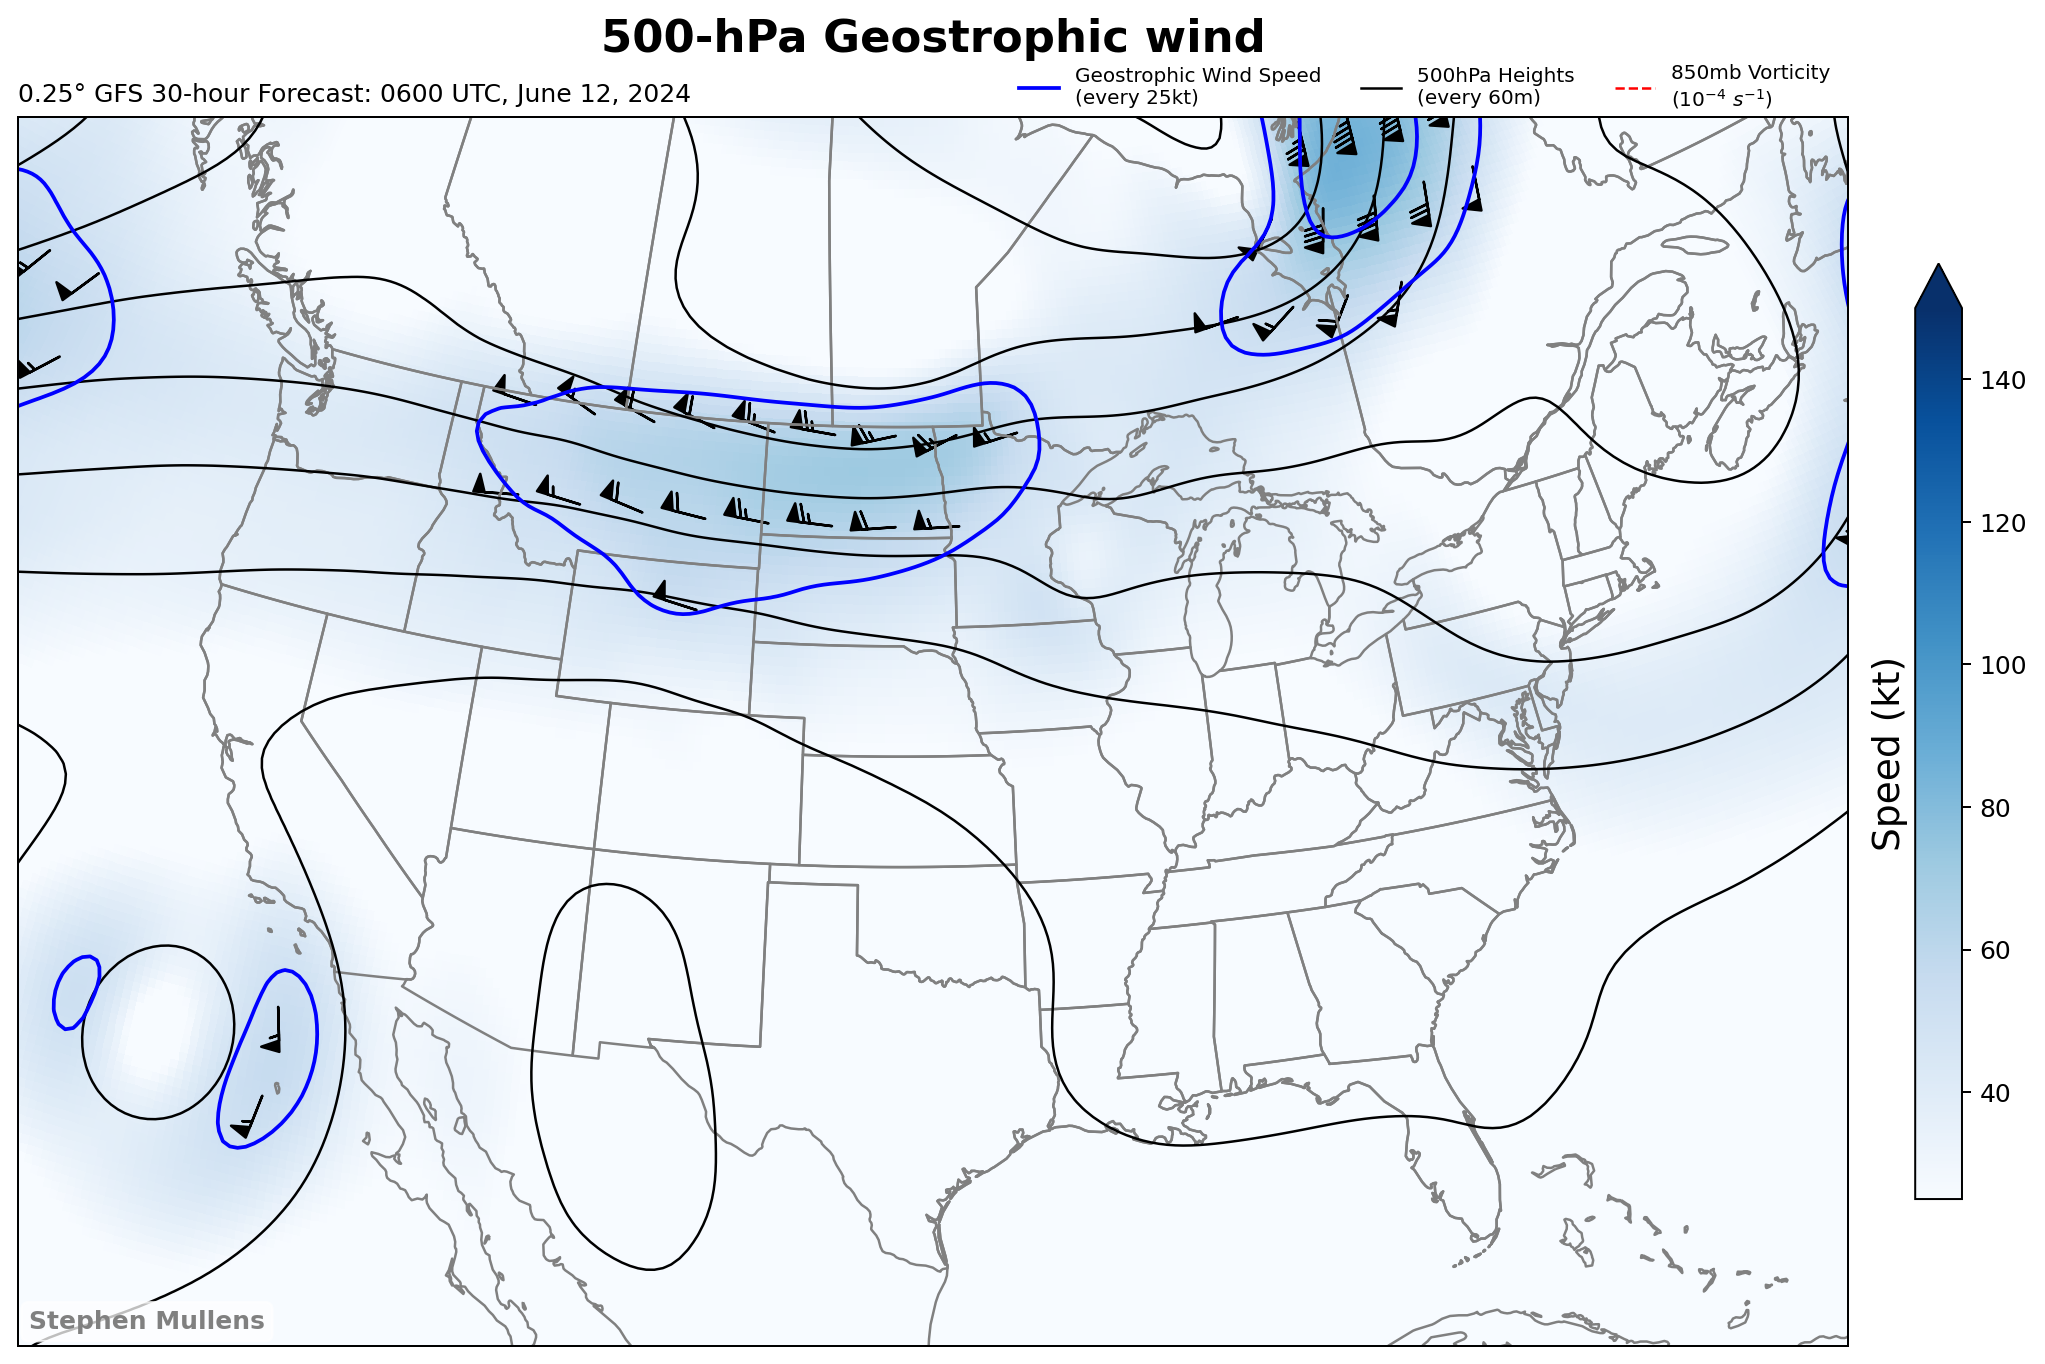 500-hPa Geostrophic wind
0.25° GFS 30-hour Forecast: 0600 UTC, June 12, 2024
Geostrophic Wind Speed
(every 25kt)
500hPa Heights
(every 60m)
850mb Vorticity
(10⁻⁴ s⁻¹)
140
120
100
80
60
40
Speed (kt)
Stephen Mullens